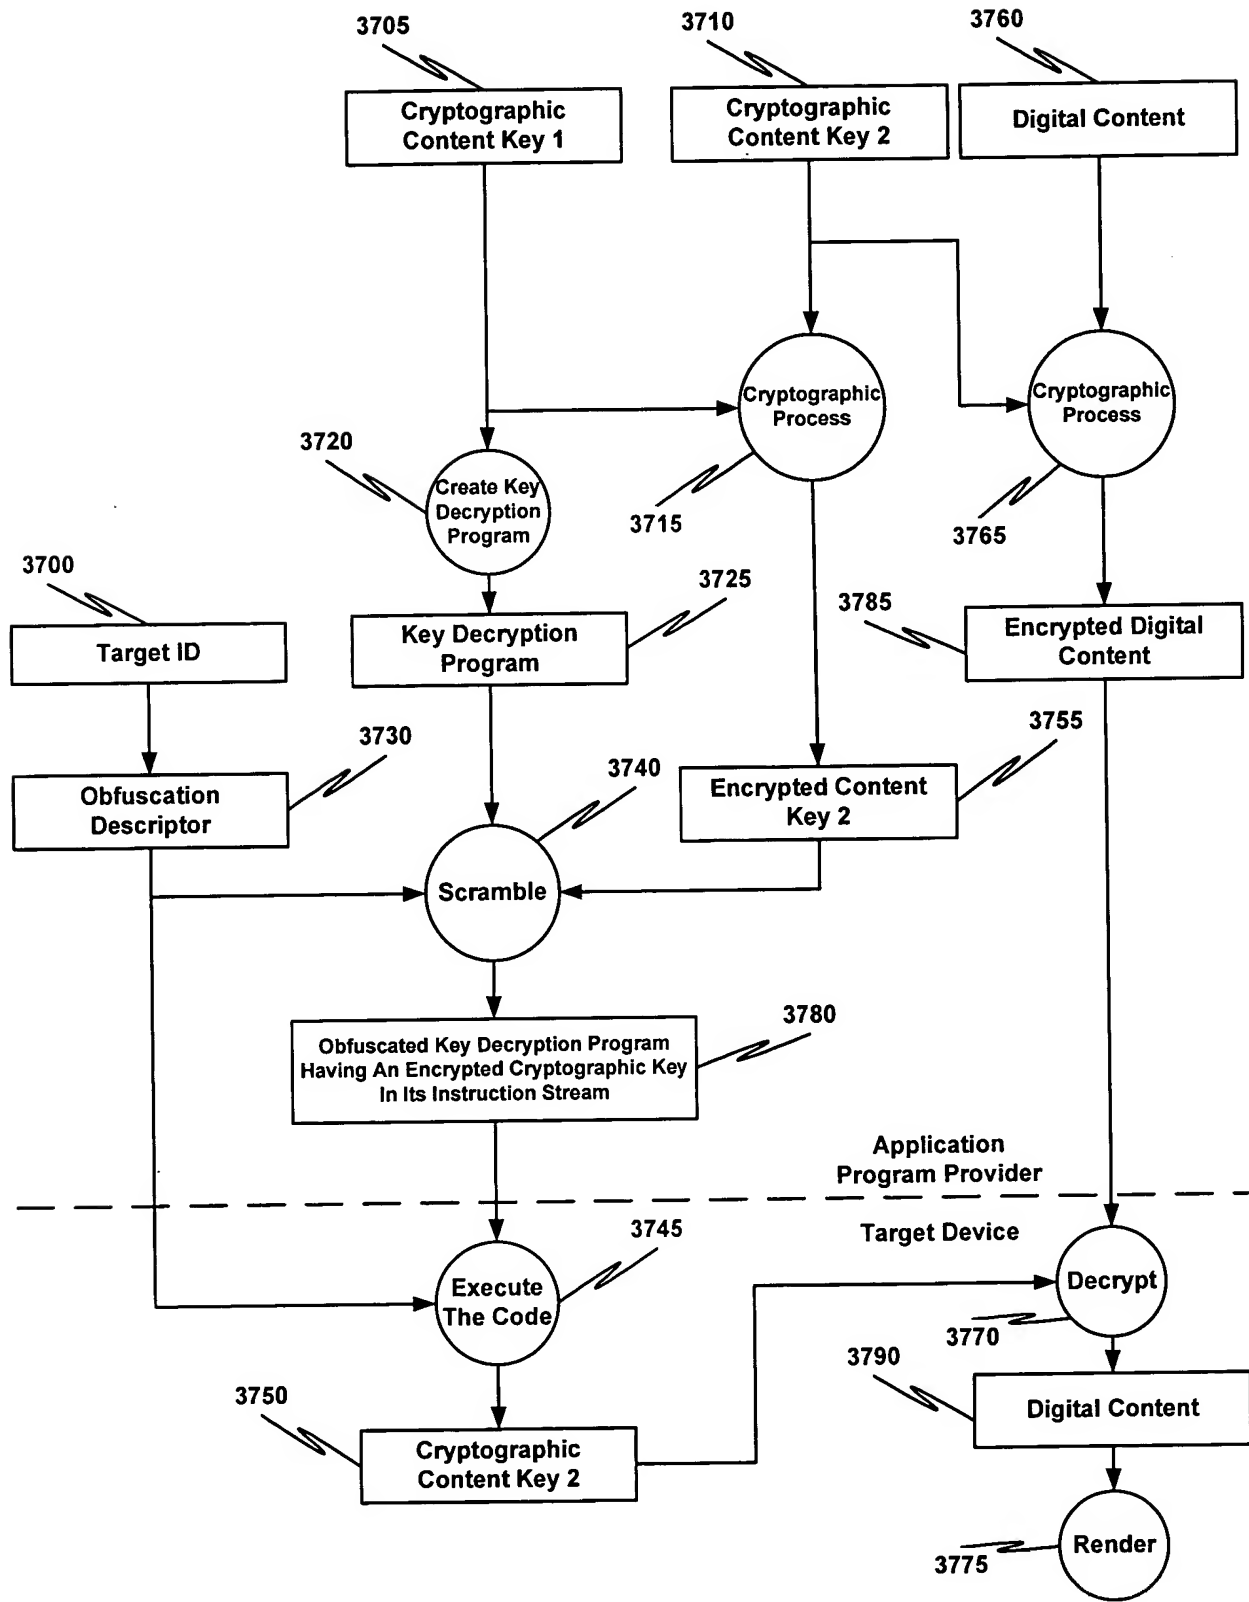 3705
3710
3760
Cryptographic
Content Key 1
Cryptographic
Content Key 2
Digital Content
Cryptographic
Process
Cryptographic
Process
3720
Create Key
Decryption
Program
3715
3765
3700
3725
3785
Target ID
Key Decryption
Program
Encrypted Digital
Content
3730
3755
3740
Obfuscation
Descriptor
Encrypted Content
Key 2
Scramble
3780
Obfuscated Key Decryption Program
Having An Encrypted Cryptographic Key
In Its Instruction Stream
Application
Program Provider
Target Device
3745
Execute
The Code
Decrypt
3770
3790
3750
Digital Content
Cryptographic
Content Key 2
Render
3775